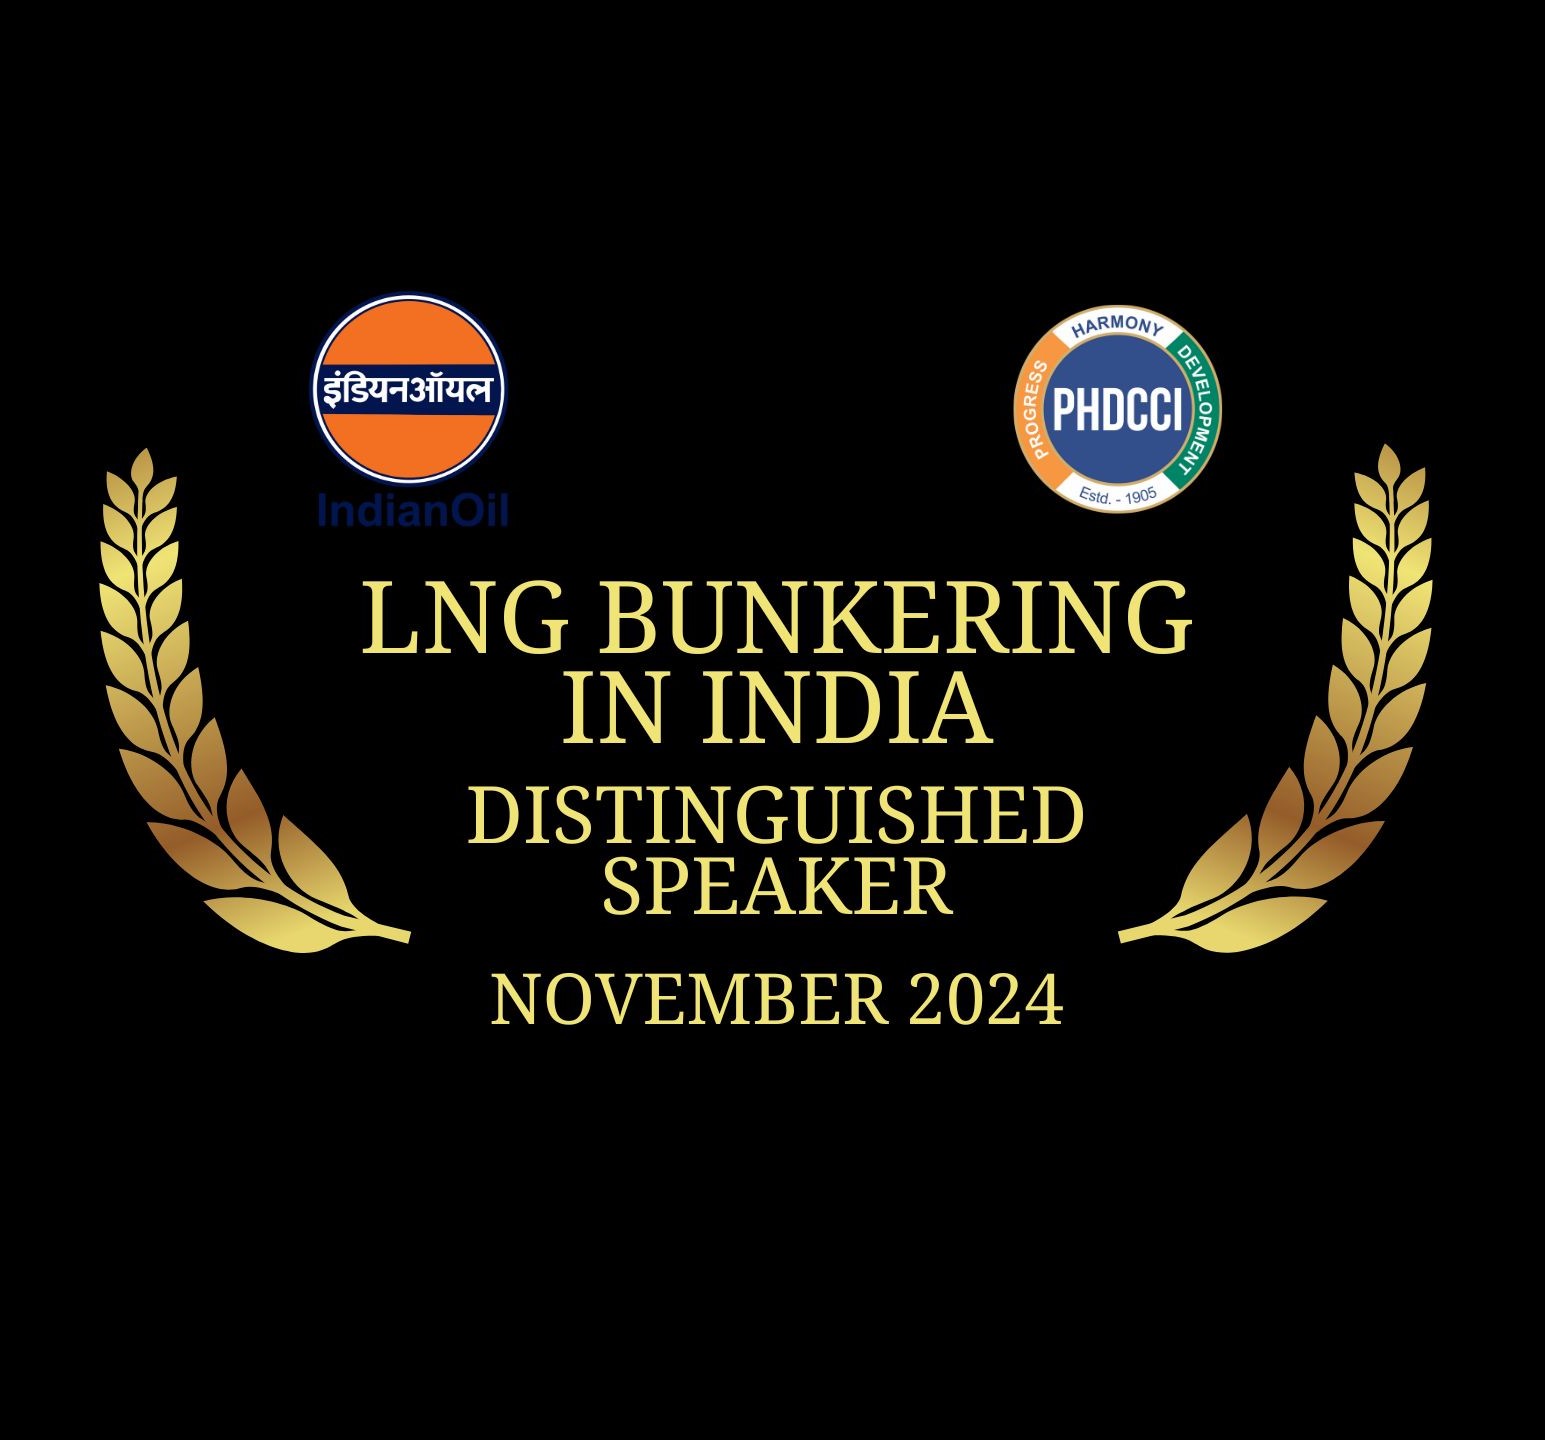 इंडियनऑयल
IndianOil
HARMONY
PROGRESS
DEVELOPMENT
PHDCCI
Estd. - 1905
LNG BUNKERING
IN INDIA
DISTINGUISHED
SPEAKER
NOVEMBER 2024